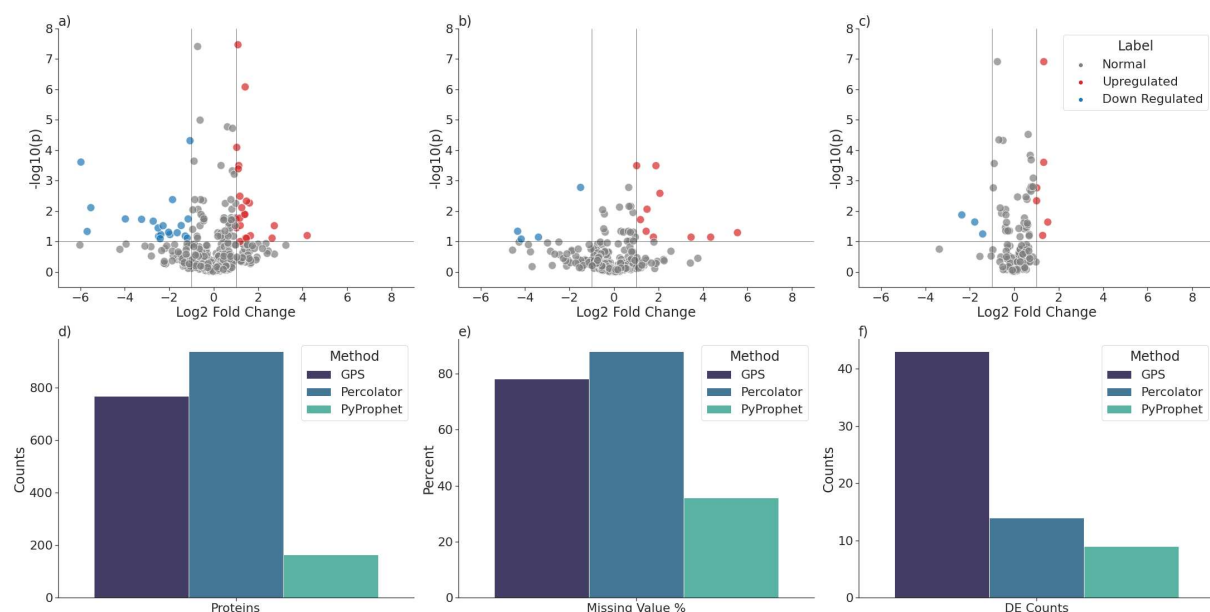 a)
8
7
6
5
4
3
2
1
0
-log10(p)
−6 −4 −2 0 2 4 6 8
Log2 Fold Change
b)
8
7
6
5
4
3
2
1
0
-log10(p)
−6 −4 −2 0 2 4 6 8
Log2 Fold Change
c)
8
7
6
5
4
3
2
1
0
-log10(p)
−6 −4 −2 0 2 4 6 8
Log2 Fold Change
Label
Normal
Upregulated
Down Regulated
d)
800
600
400
200
0
Counts
Proteins
Method
GPS
Percolator
PyProphet
e)
80
60
40
20
0
Percent
Missing Value %
Method
GPS
Percolator
PyProphet
f)
40
30
20
10
0
Counts
DE Counts
Method
GPS
Percolator
PyProphet